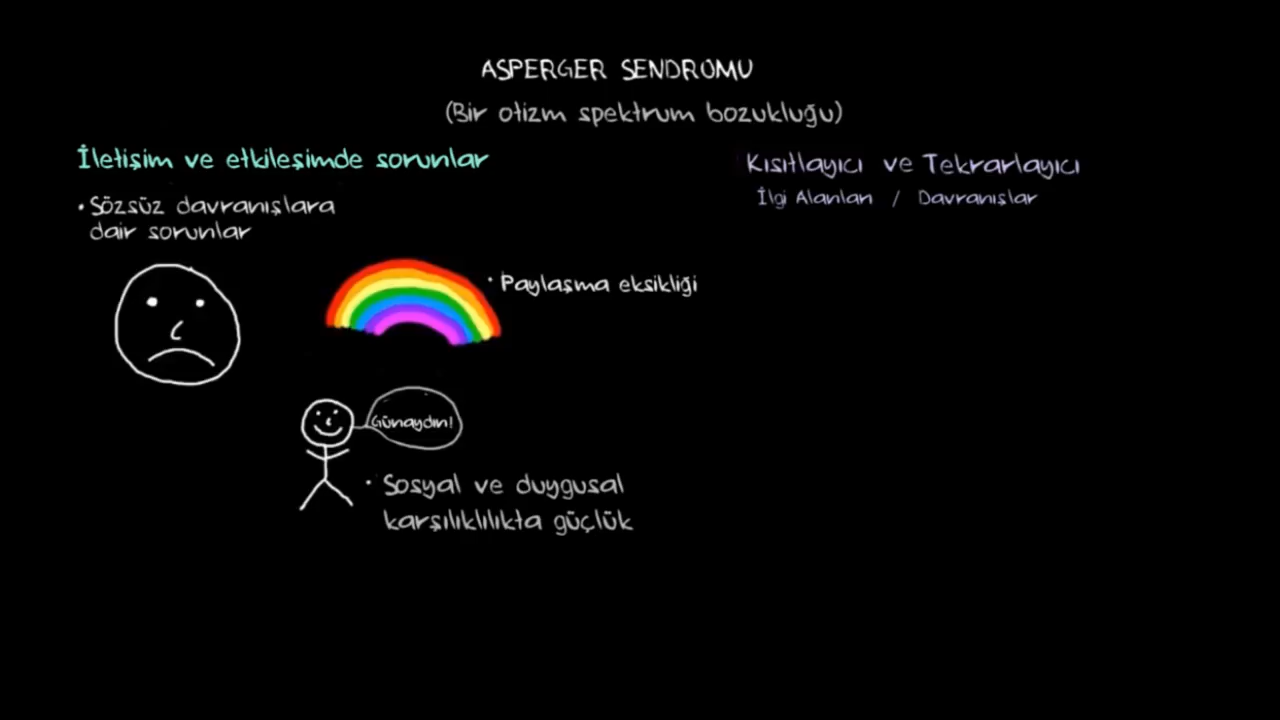 ASPERGER SENDROMU
(Bir otizm spektrum bozukluğu)
İletişim ve etkileşimde sorunlar
• Sözsüz davranışlara
dair sorunlar
• Paylaşma eksikliği
Günaydın!
• Sosyal ve duygusal
karşılıklılıkta güçlük
Kısıtlayıcı ve Tekrarlayıcı
İlgi Alanları / Davranışlar